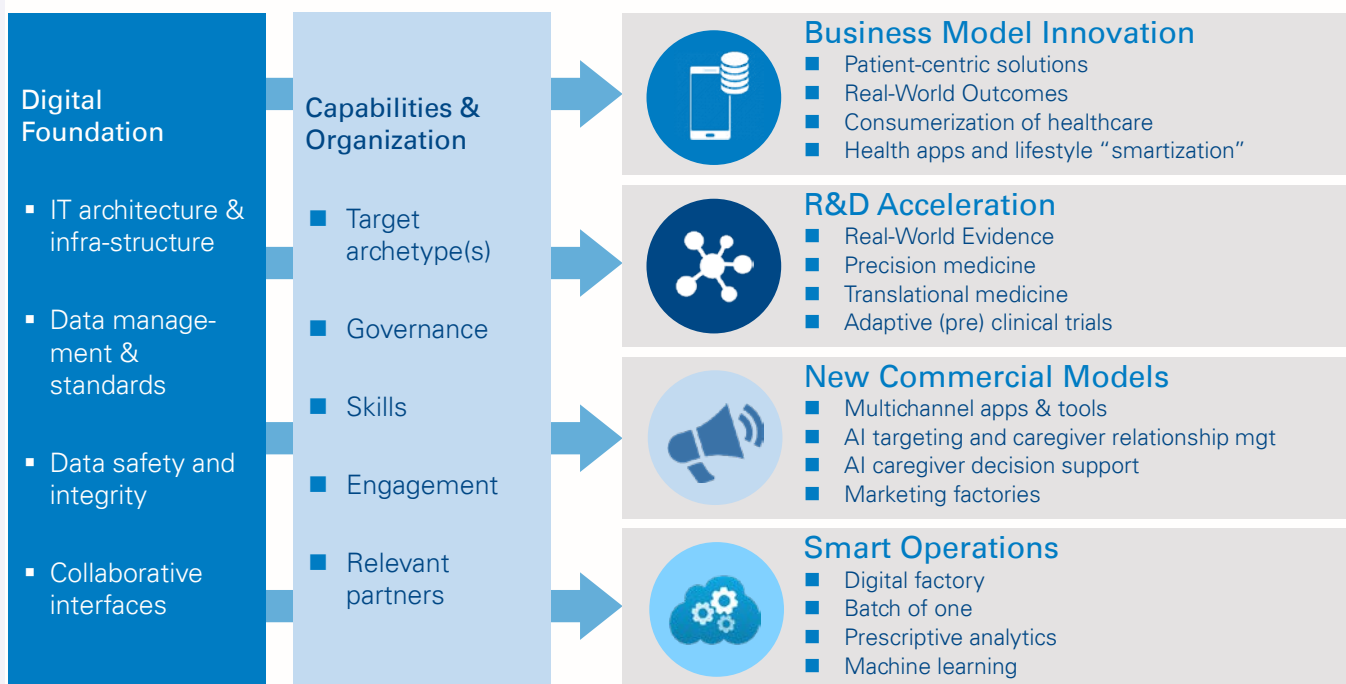 Digital
Foundation
IT architecture &
infra-structure
Data manage-
ment &
standards
Data safety and
integrity
Collaborative
interfaces
Capabilities &
Organization
Target
archetype(s)
Governance
Skills
Engagement
Relevant
partners
Business Model Innovation
Patient-centric solutions
Real-World Outcomes
Consumerization of healthcare
Health apps and lifestyle “smartization”
R&D Acceleration
Real-World Evidence
Precision medicine
Translational medicine
Adaptive (pre) clinical trials
New Commercial Models
Multichannel apps & tools
AI targeting and caregiver relationship mgt
AI caregiver decision support
Marketing factories
Smart Operations
Digital factory
Batch of one
Prescriptive analytics
Machine learning